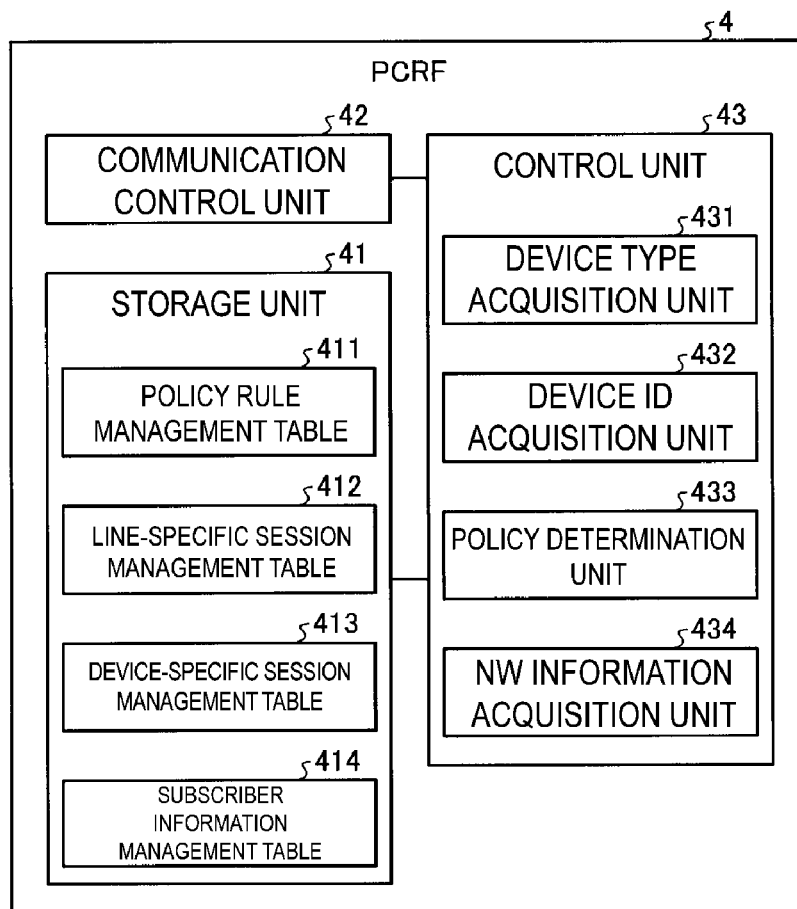 4
PCRF
42
COMMUNICATION
CONTROL UNIT
41
STORAGE UNIT
411
POLICY RULE
MANAGEMENT TABLE
412
LINE-SPECIFIC SESSION
MANAGEMENT TABLE
413
DEVICE-SPECIFIC SESSION
MANAGEMENT TABLE
414
SUBSCRIBER
INFORMATION
MANAGEMENT TABLE
43
CONTROL UNIT
431
DEVICE TYPE
ACQUISITION UNIT
432
DEVICE ID
ACQUISITION UNIT
433
POLICY DETERMINATION
UNIT
434
NW INFORMATION
ACQUISITION UNIT